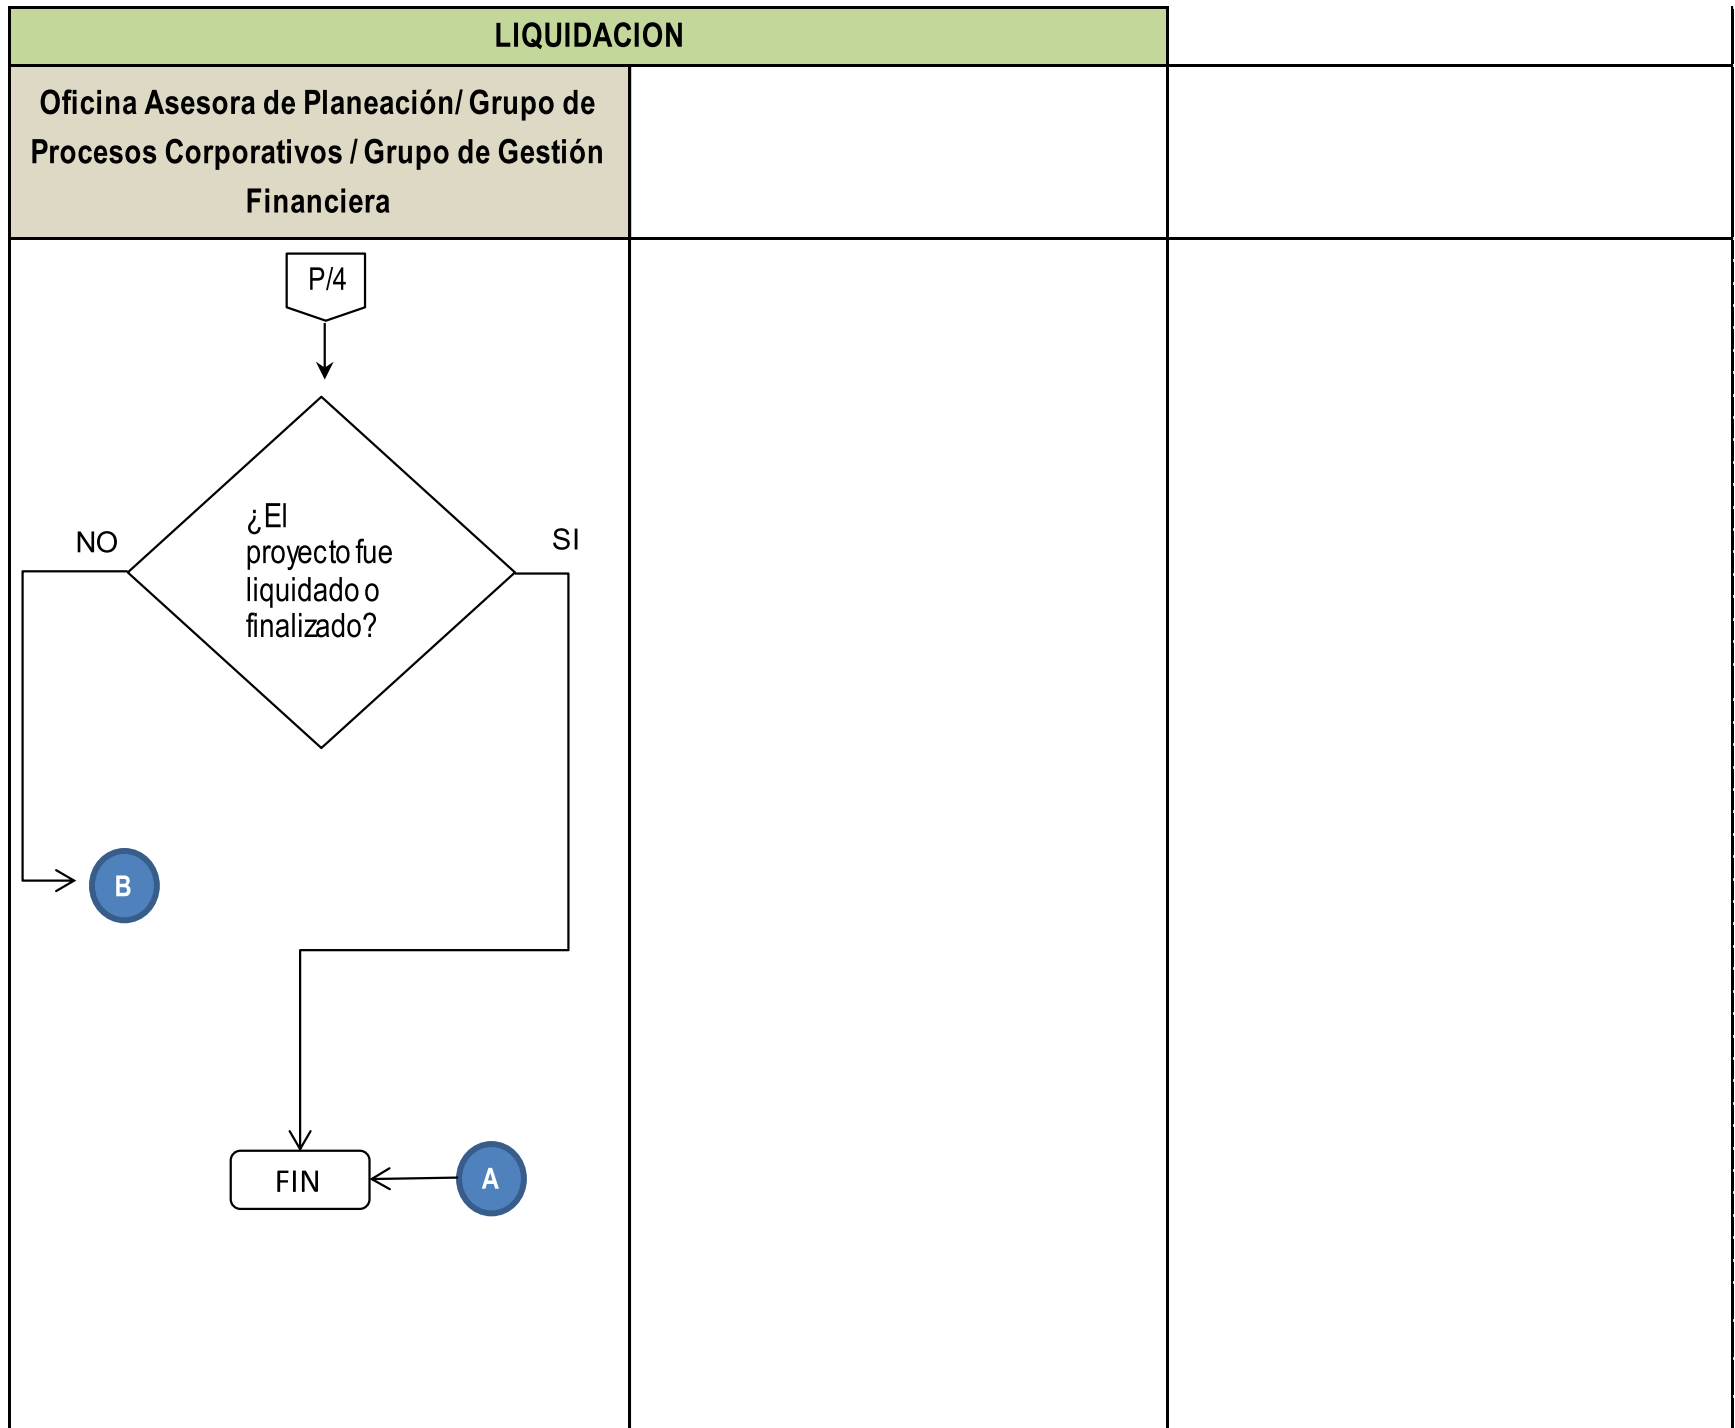 LIQUIDACION
Oficina Asesora de Planeación/ Grupo de
Procesos Corporativos / Grupo de Gestión
Financiera
P/4
¿El
proyecto fue
liquidado o
finalizado?
NO
SI
B
FIN
A